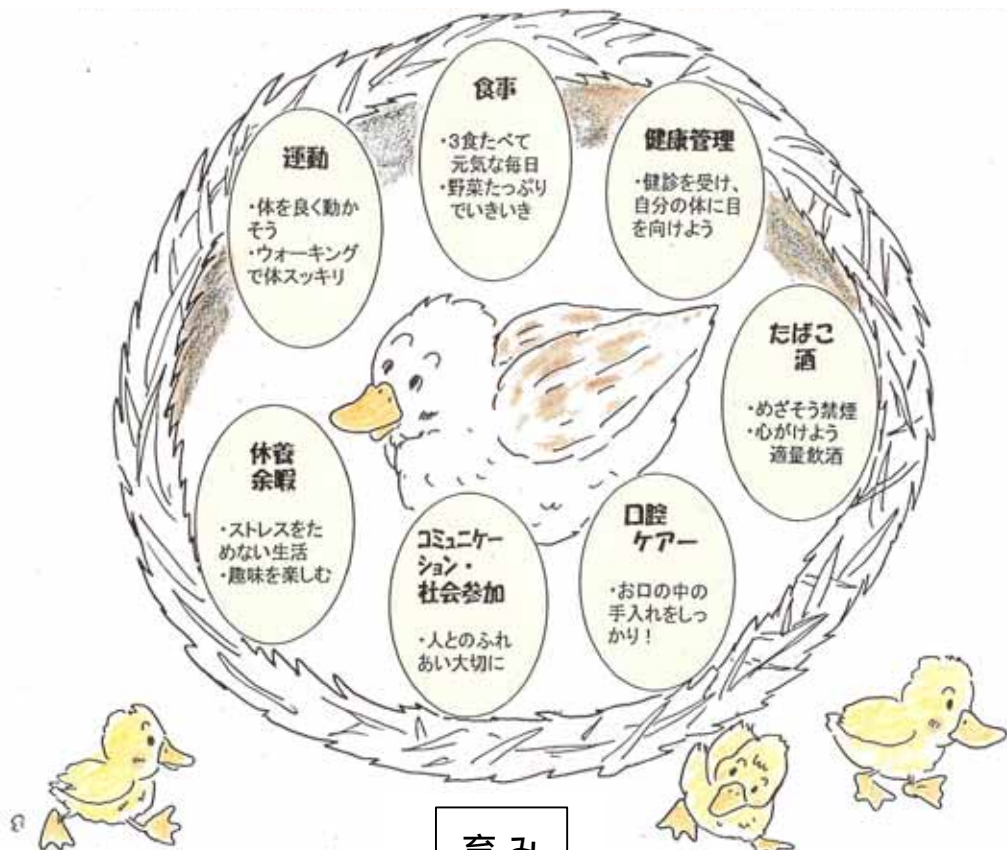 食事
・3食たべて
元気な毎日
・野菜たっぷり
でいきいき
健康管理
・健診を受け、
自分の体に目
を向けよう
運動
・体を良く動か
そう
・ウォーキング
で体スッキリ
たばこ
酒
・めざそう禁煙
・心がけよう
適量飲酒
休養
余暇
・ストレスをた
めない生活
・趣味を楽しむ
コミュニケー
ション・
社会参加
・人とのふれ
あい大切に
口腔
ケアー
・お口の中の
手入れをしっ
かり！
育み